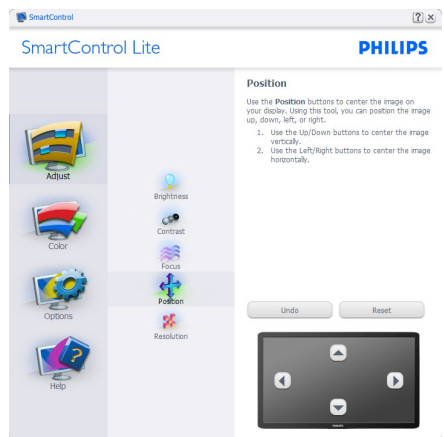 SmartControl
SmartControl Lite
PHILIPS
Adjust
Color
Options
Help
Brightness
Contrast
Focus
Position
Resolution
Position
Use the Position buttons to center the image on
your display. Using this tool, you can position the image
up, down, left, or right.
1. Use the Up/Down buttons to center the image
vertically.
2. Use the Left/Right buttons to center the image
horizontally.
Undo
Reset
PHILIPS